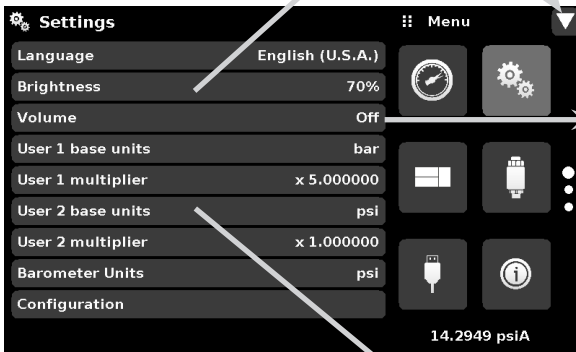 Settings
Menu
Language English (U.S.A.)
Brightness 70%
Volume Off
User 1 base units bar
User 1 multiplier x 5.000000
User 2 base units psi
User 2 multiplier x 1.000000
Barometer Units psi
Configuration
14.2949 psiA